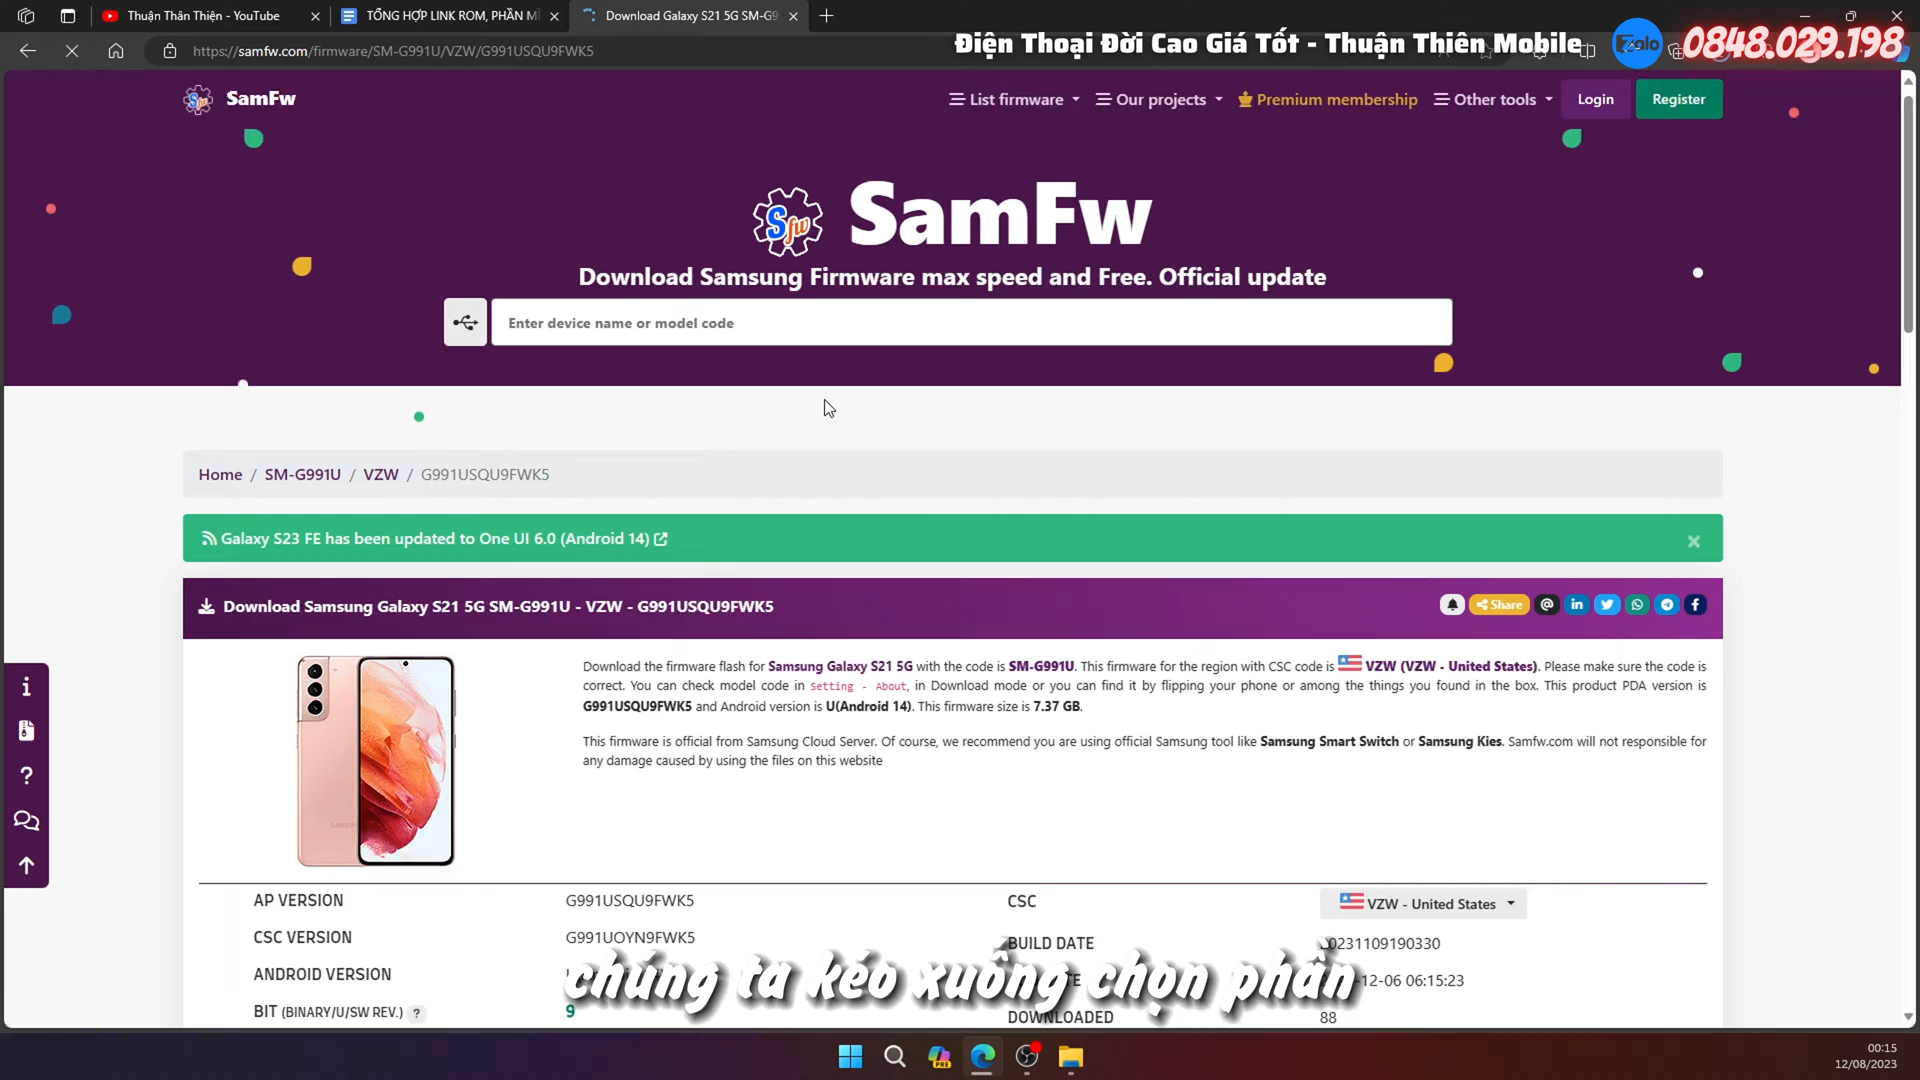 Thuận Thân Thiện - YouTube
TỔNG HỢP LINK ROM, PHẦN MỀ
Download Galaxy S21 5G SM-G9
https://samfw.com/firmware/SM-G991U/VZW/G991USQU9FWK5
Điện Thoại Đời Cao Giá Tốt - Thuận Thiên Mobile
Zalo
0848.029.198
SamFw
List firmware
Our projects
Premium membership
Other tools
Login
Register
Sfw SamFw
Download Samsung Firmware max speed and Free. Official update
Enter device name or model code
Home / SM-G991U / VZW / G991USQU9FWK5
Galaxy S23 FE has been updated to One UI 6.0 (Android 14)
Download Samsung Galaxy S21 5G SM-G991U - VZW - G991USQU9FWK5
Share
Download the firmware flash for Samsung Galaxy S21 5G with the code is SM-G991U. This firmware for the region with CSC code is VZW (VZW - United States). Please make sure the code is
correct. You can check model code in Setting - About, in Download mode or you can find it by flipping your phone or among the things you found in the box. This product PDA version is
G991USQU9FWK5 and Android version is U(Android 14). This firmware size is 7.37 GB.
This firmware is official from Samsung Cloud Server. Of course, we recommend you are using official Samsung tool like Samsung Smart Switch or Samsung Kies. Samfw.com will not responsible for
any damage caused by using the files on this website
AP VERSION G991USQU9FWK5 CSC VZW - United States
CSC VERSION G991UOYN9FWK5 BUILD DATE 20231109190330
ANDROID VERSION -12-06 06:15:23
BIT (BINARY/U/SW REV.) ? 9 DOWNLOADED 88
chúng ta kéo xuống chọn phần
PRE
00:15
12/08/2023